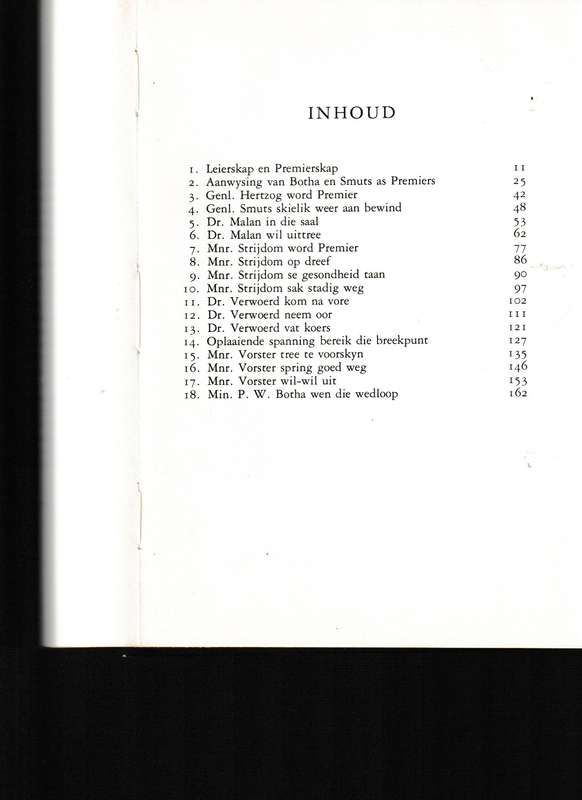 INHOUD
1. Leierskap en Premierskap 11
2. Aanwysing van Botha en Smuts as Premiers 25
3. Genl. Hertzog word Premier 42
4. Genl. Smuts skielik weer aan bewind 48
5. Dr. Malan in die saal 53
6. Dr. Malan wil uittree 62
7. Mnr. Strijdom word Premier 77
8. Mnr. Strijdom op dreef 86
9. Mnr. Strijdom se gesondheid taan 90
10. Mnr. Strijdom sak stadig weg 97
11. Dr. Verwoerd kom na vore 102
12. Dr. Verwoerd neem oor 111
13. Dr. Verwoerd vat koers 121
14. Oplaaiende spanning bereik die breekpunt 127
15. Mnr. Vorster tree te voorskyn 135
16. Mnr. Vorster spring goed weg 146
17. Mnr. Vorster wil-wil uit 153
18. Min. P. W. Botha wen die wedloop 162